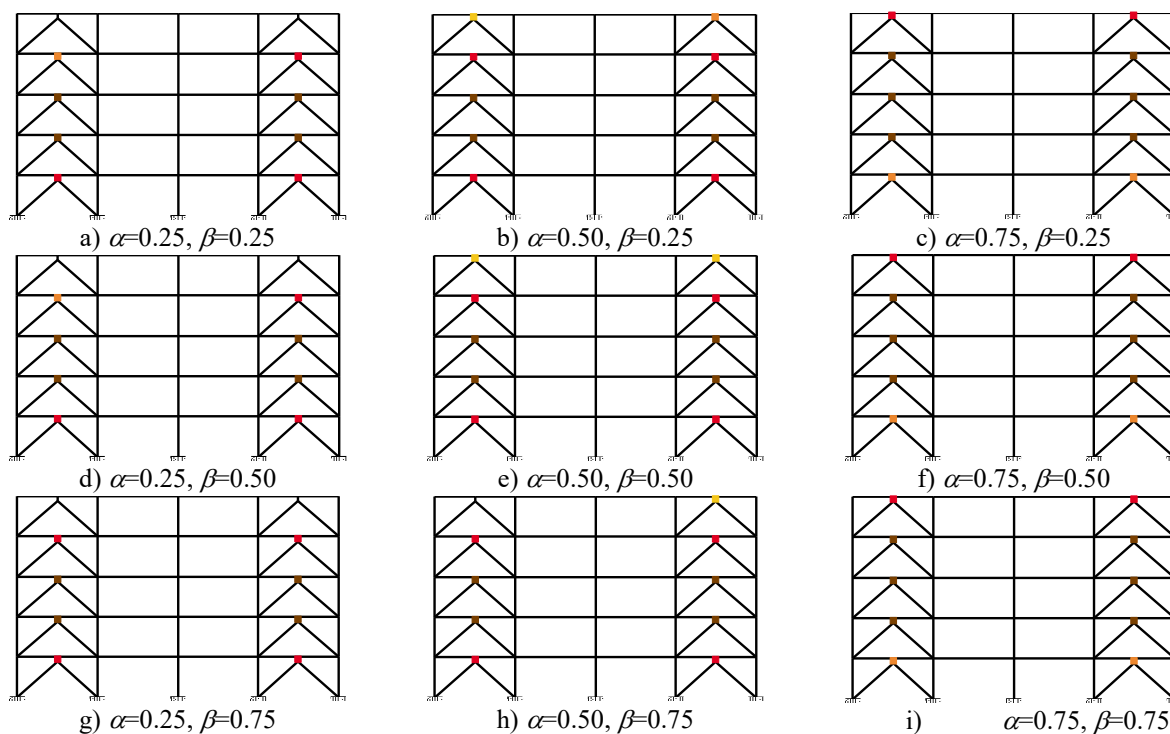 a) α=0.25, β=0.25
b) α=0.50, β=0.25
c) α=0.75, β=0.25
d) α=0.25, β=0.50
e) α=0.50, β=0.50
f) α=0.75, β=0.50
g) α=0.25, β=0.75
h) α=0.50, β=0.75
i) α=0.75, β=0.75